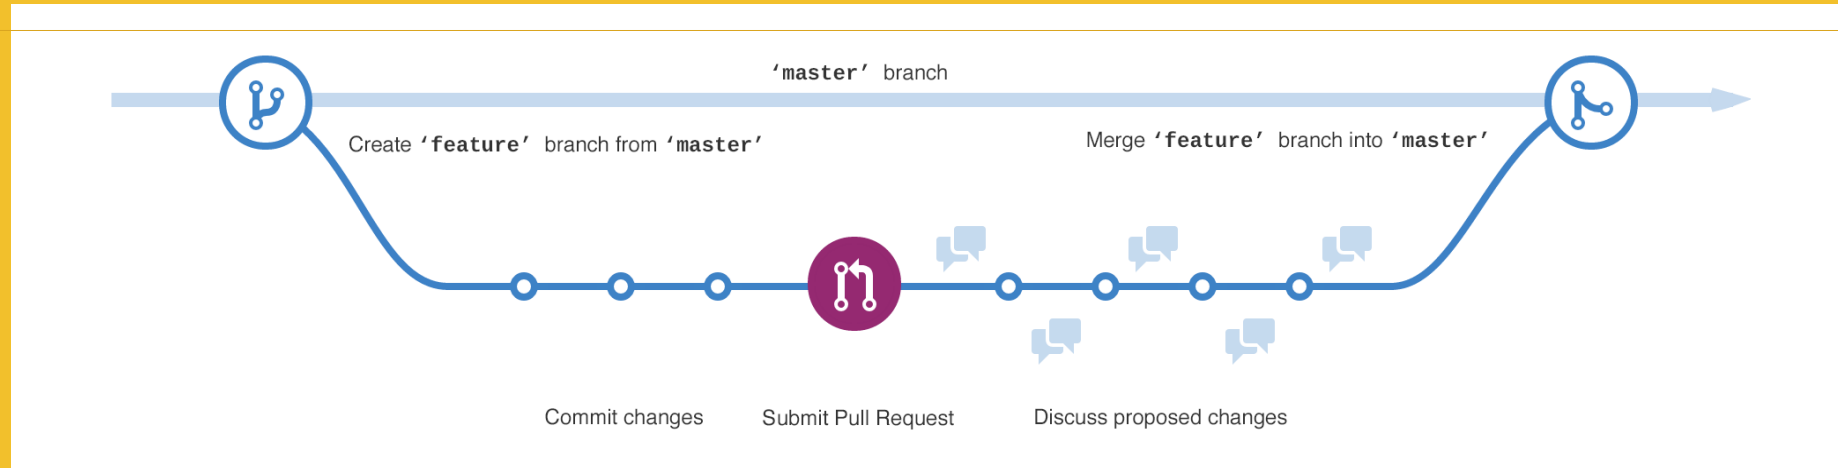 ‘master’ branch
Create ‘feature’ branch from ‘master’
Merge ‘feature’ branch into ‘master’
Commit changes
Submit Pull Request
Discuss proposed changes